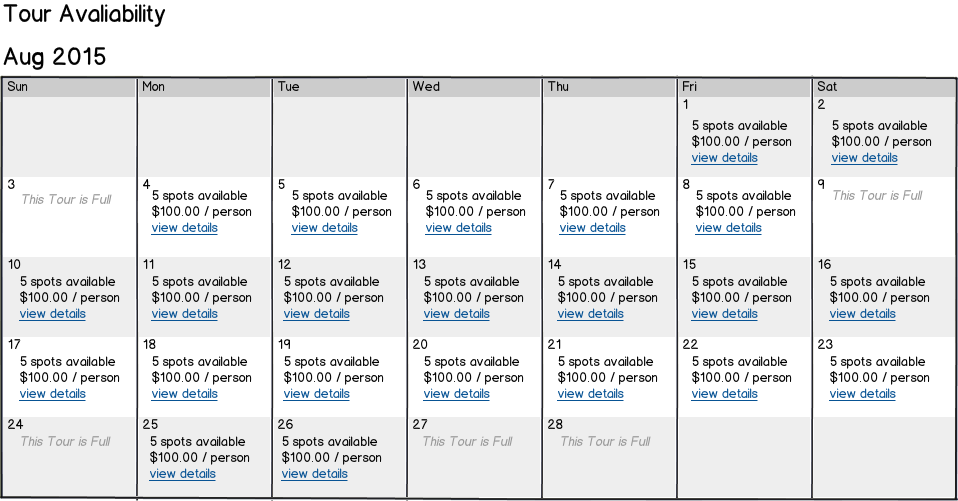 Tour Avaliability
Aug 2015
Sun Mon Tue Wed Thu Fri Sat
1
5 spots available
$100.00 / person
view details
2
5 spots available
$100.00 / person
view details
3
This Tour is Full
4
5 spots available
$100.00 / person
view details
5
5 spots available
$100.00 / person
view details
6
5 spots available
$100.00 / person
view details
7
5 spots available
$100.00 / person
view details
8
5 spots available
$100.00 / person
view details
9
This Tour is Full
10
5 spots available
$100.00 / person
view details
11
5 spots available
$100.00 / person
view details
12
5 spots available
$100.00 / person
view details
13
5 spots available
$100.00 / person
view details
14
5 spots available
$100.00 / person
view details
15
5 spots available
$100.00 / person
view details
16
5 spots available
$100.00 / person
view details
17
5 spots available
$100.00 / person
view details
18
5 spots available
$100.00 / person
view details
19
5 spots available
$100.00 / person
view details
20
5 spots available
$100.00 / person
view details
21
5 spots available
$100.00 / person
view details
22
5 spots available
$100.00 / person
view details
23
5 spots available
$100.00 / person
view details
24
This Tour is Full
25
5 spots available
$100.00 / person
view details
26
5 spots available
$100.00 / person
view details
27
This Tour is Full
28
This Tour is Full